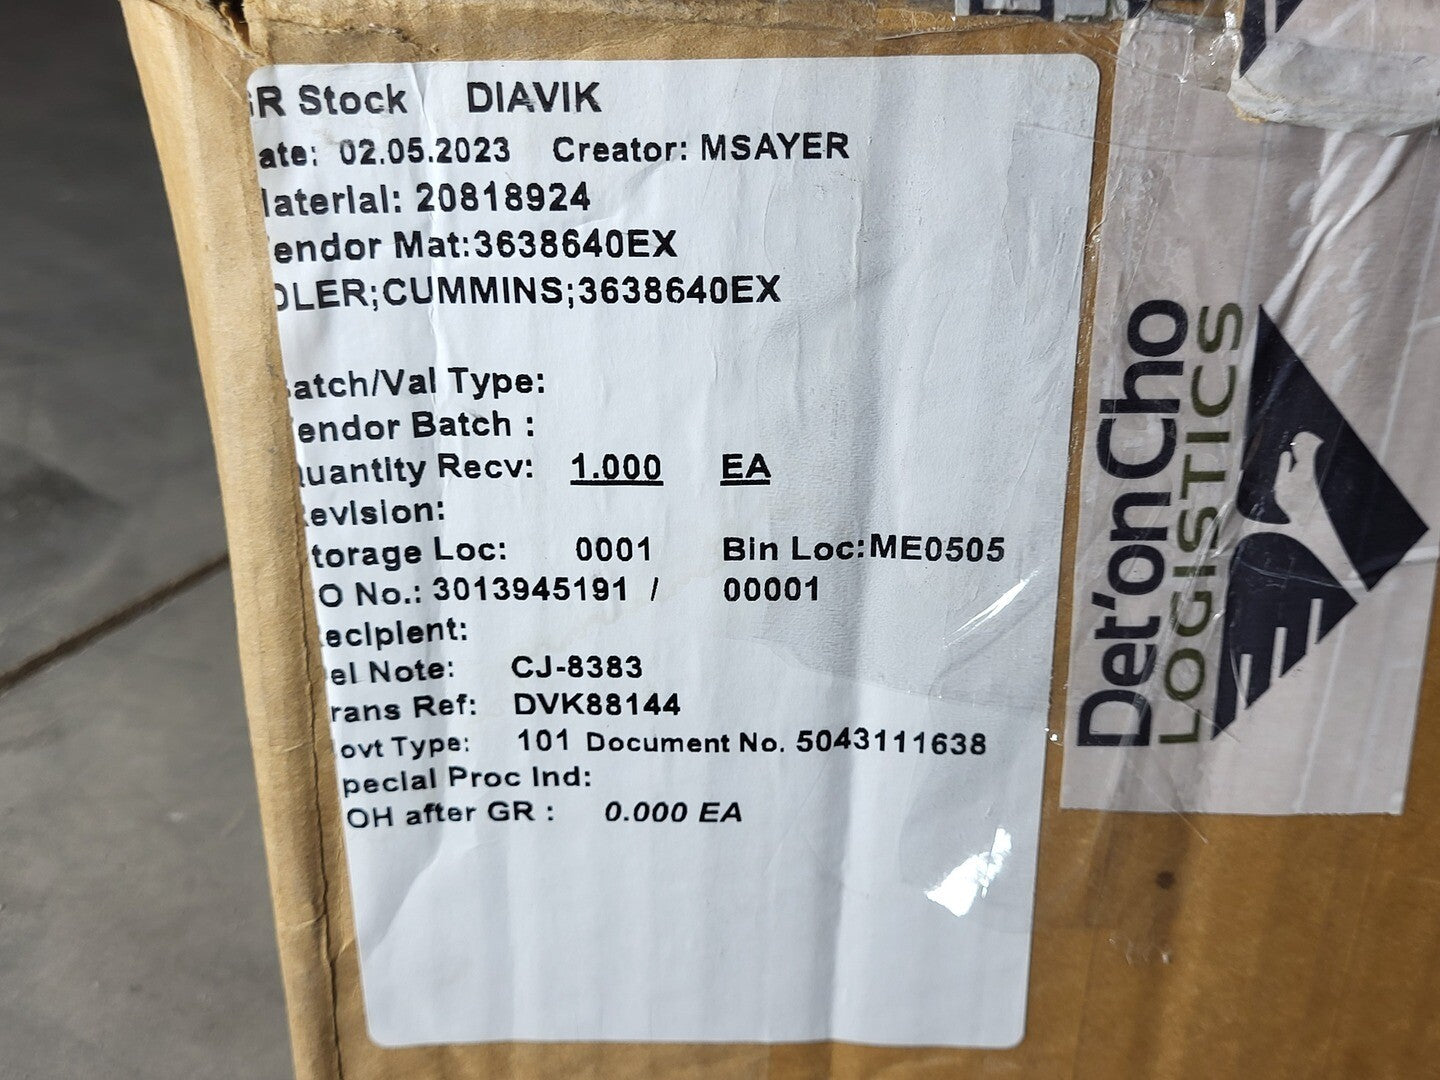 GR Stock DIAVIK
ate: 02.05.2023 Creator: MSAYER
laterial: 20818924
endor Mat:3638640EX
OLER;CUMMINS;3638640EX
atch/Val Type:
endor Batch :
uantity Recv: 1.000 EA
evision:
torage Loc: 0001 Bin Loc:ME0505
O No.: 3013945191 / 00001
ecipient:
el Note: CJ-8383
rans Ref: DVK88144
ovt Type: 101 Document No. 5043111638
pecial Proc Ind:
OH after GR : 0.000 EA
Det'onCho
LOGISTICS